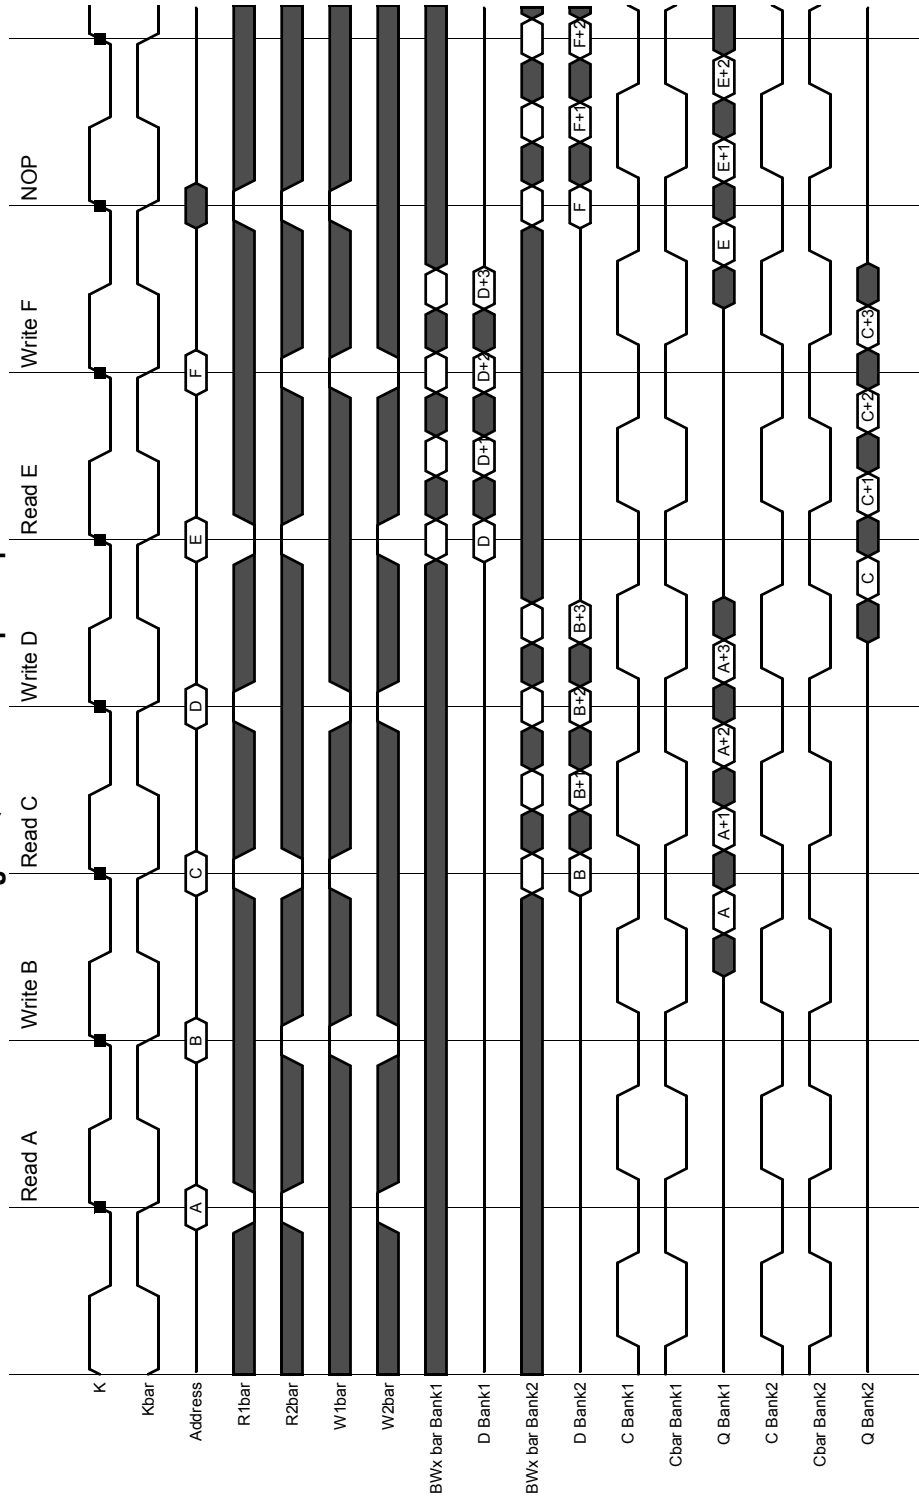 Read A Write B Read C Write D Read E Write F NOP
K
Kbar
Address A B C D E F
R1bar
R2bar
W1bar
W2bar
BWx bar Bank1
D Bank1 D D+1 D+2 D+3
BWx bar Bank2
D Bank2 B B+1 B+2 B+3 F F+1 F+2
C Bank1
Cbar Bank1
Q Bank1 A A+1 A+2 A+3 E E+1 E+2
C Bank2
Cbar Bank2
Q Bank2 C C+1 C+2 C+3